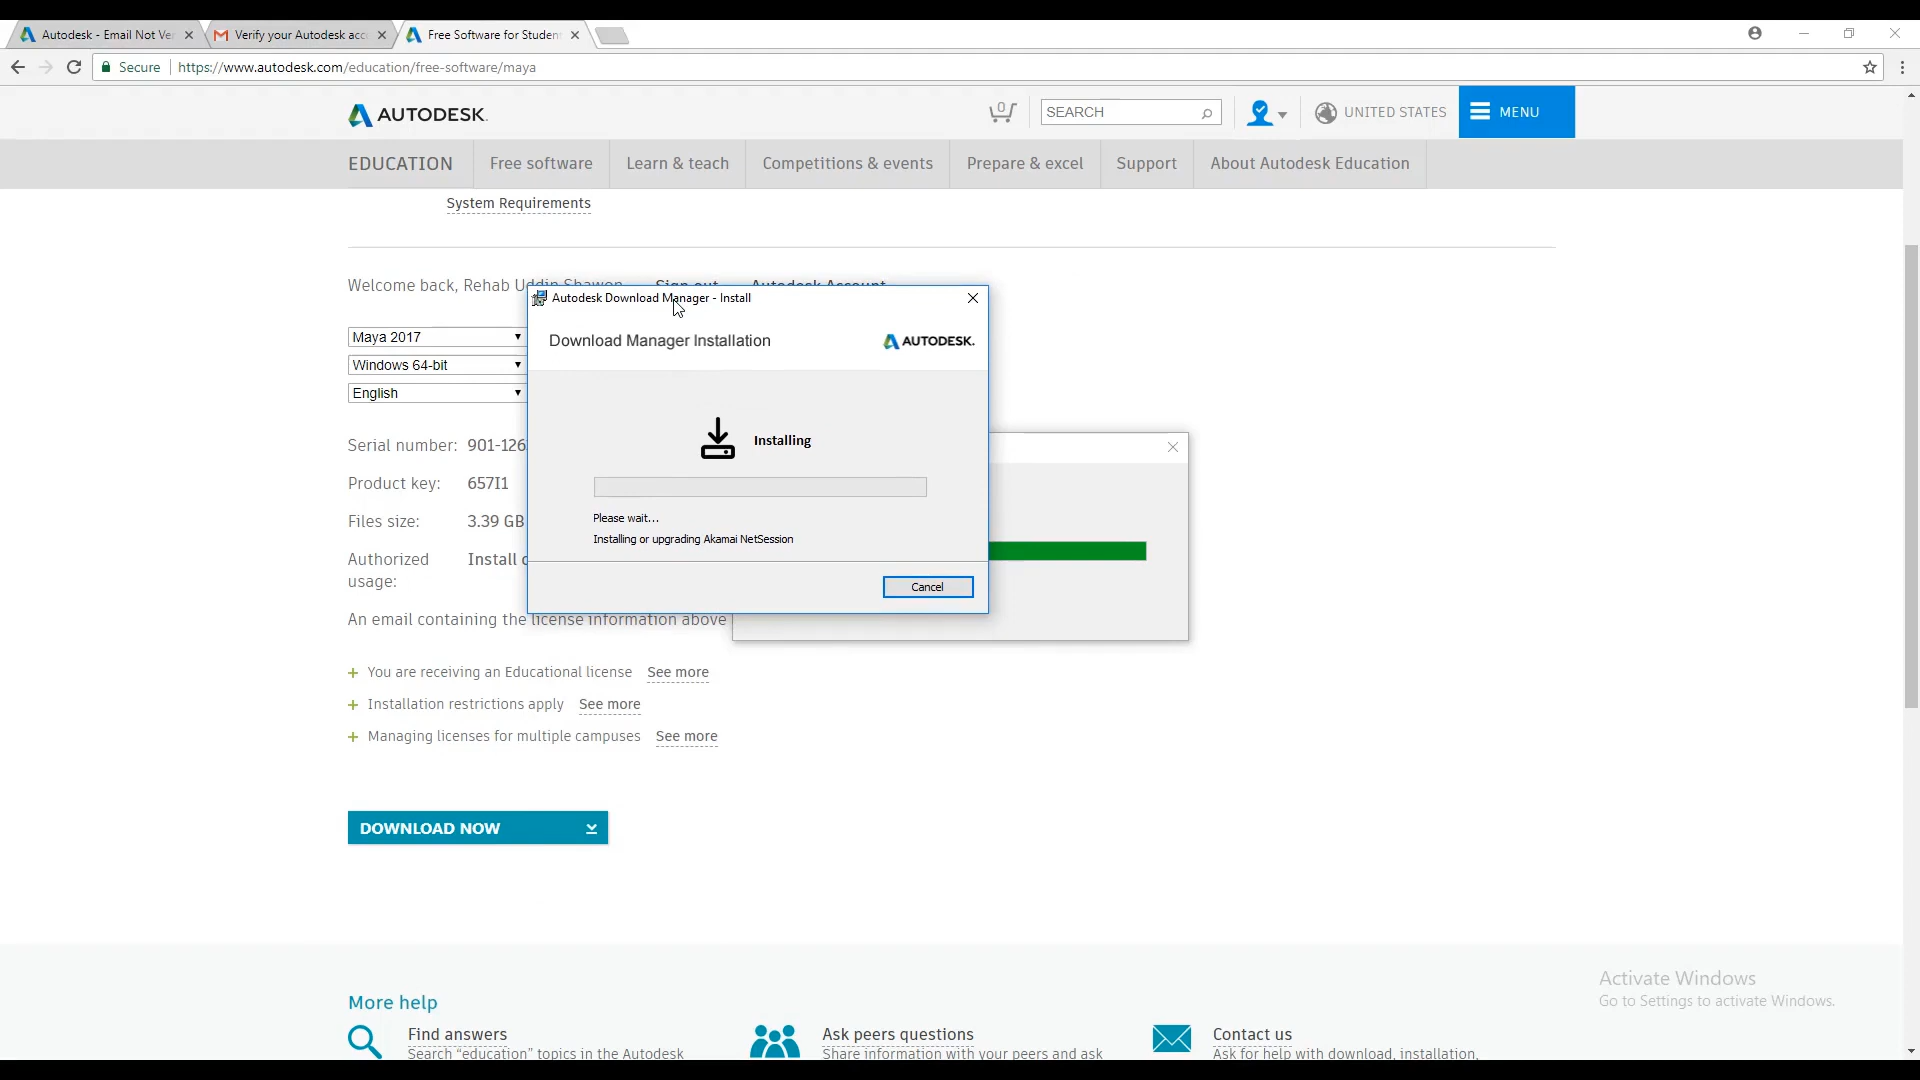 Autodesk - Email Not Ve
Verify your Autodesk acc
Free Software for Studen
Secure
https://www.autodesk.com/education/free-software/maya
AUTODESK.
0
SEARCH
UNITED STATES
MENU
EDUCATION
Free software
Learn & teach
Competitions & events
Prepare & excel
Support
About Autodesk Education
System Requirements
Welcome back, Rehab Uddin Shawon
Sign out
Autodesk Account
Autodesk Download Manager - Install
Download Manager Installation
AUTODESK.
Installing
Please wait...
Installing or upgrading Akamai NetSession
Cancel
Maya 2017
Windows 64-bit
English
Serial number: 901-126
Product key: 657I1
Files size: 3.39 GB
Authorized usage: Install
An email containing the license information above
You are receiving an Educational license See more
Installation restrictions apply See more
Managing licenses for multiple campuses See more
DOWNLOAD NOW
Activate Windows
Go to Settings to activate Windows.
More help
Find answers
Search “education” topics in the Autodesk
Ask peers questions
Share information with your peers and ask
Contact us
Ask for help with download, installation,